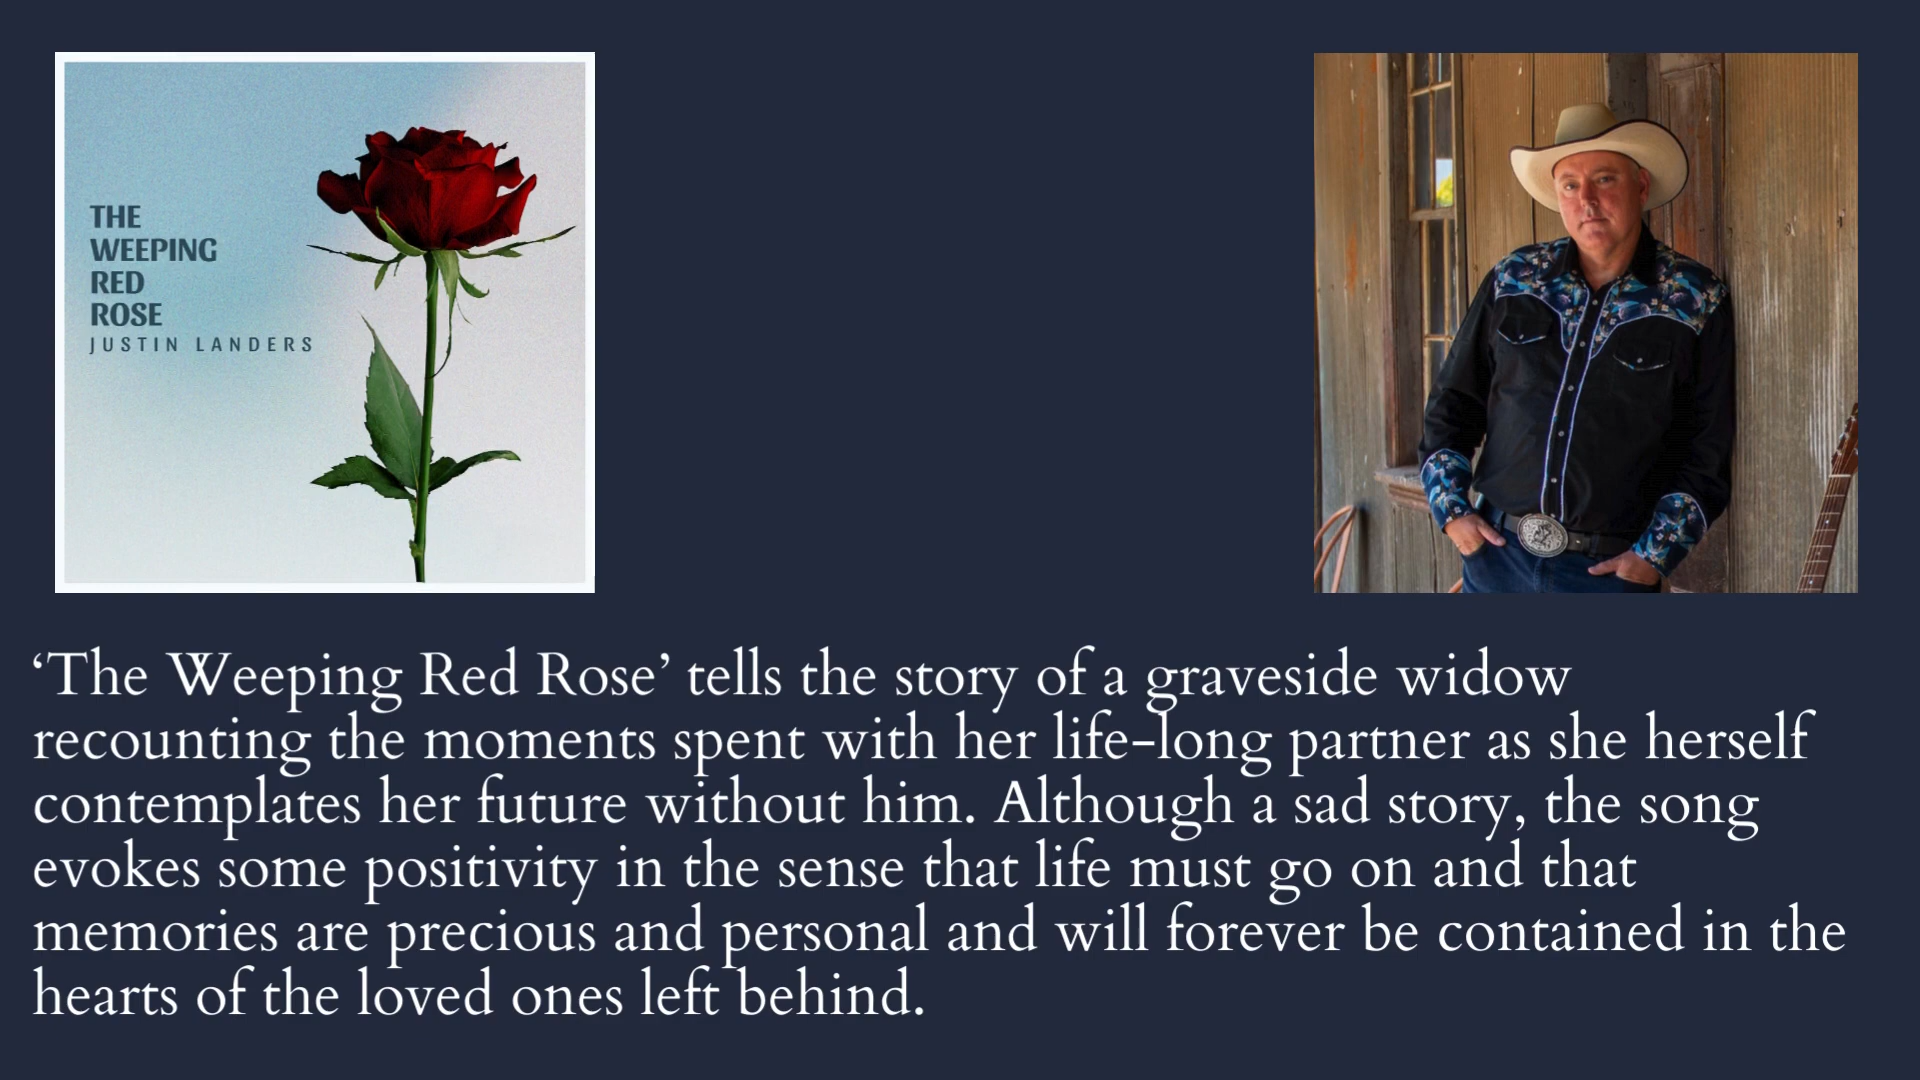 THE
WEEPING
RED
ROSE
JUSTIN LANDERS
‘The Weeping Red Rose’ tells the story of a graveside widow
recounting the moments spent with her life-long partner as she herself
contemplates her future without him. Although a sad story, the song
evokes some positivity in the sense that life must go on and that
memories are precious and personal and will forever be contained in the
hearts of the loved ones left behind.